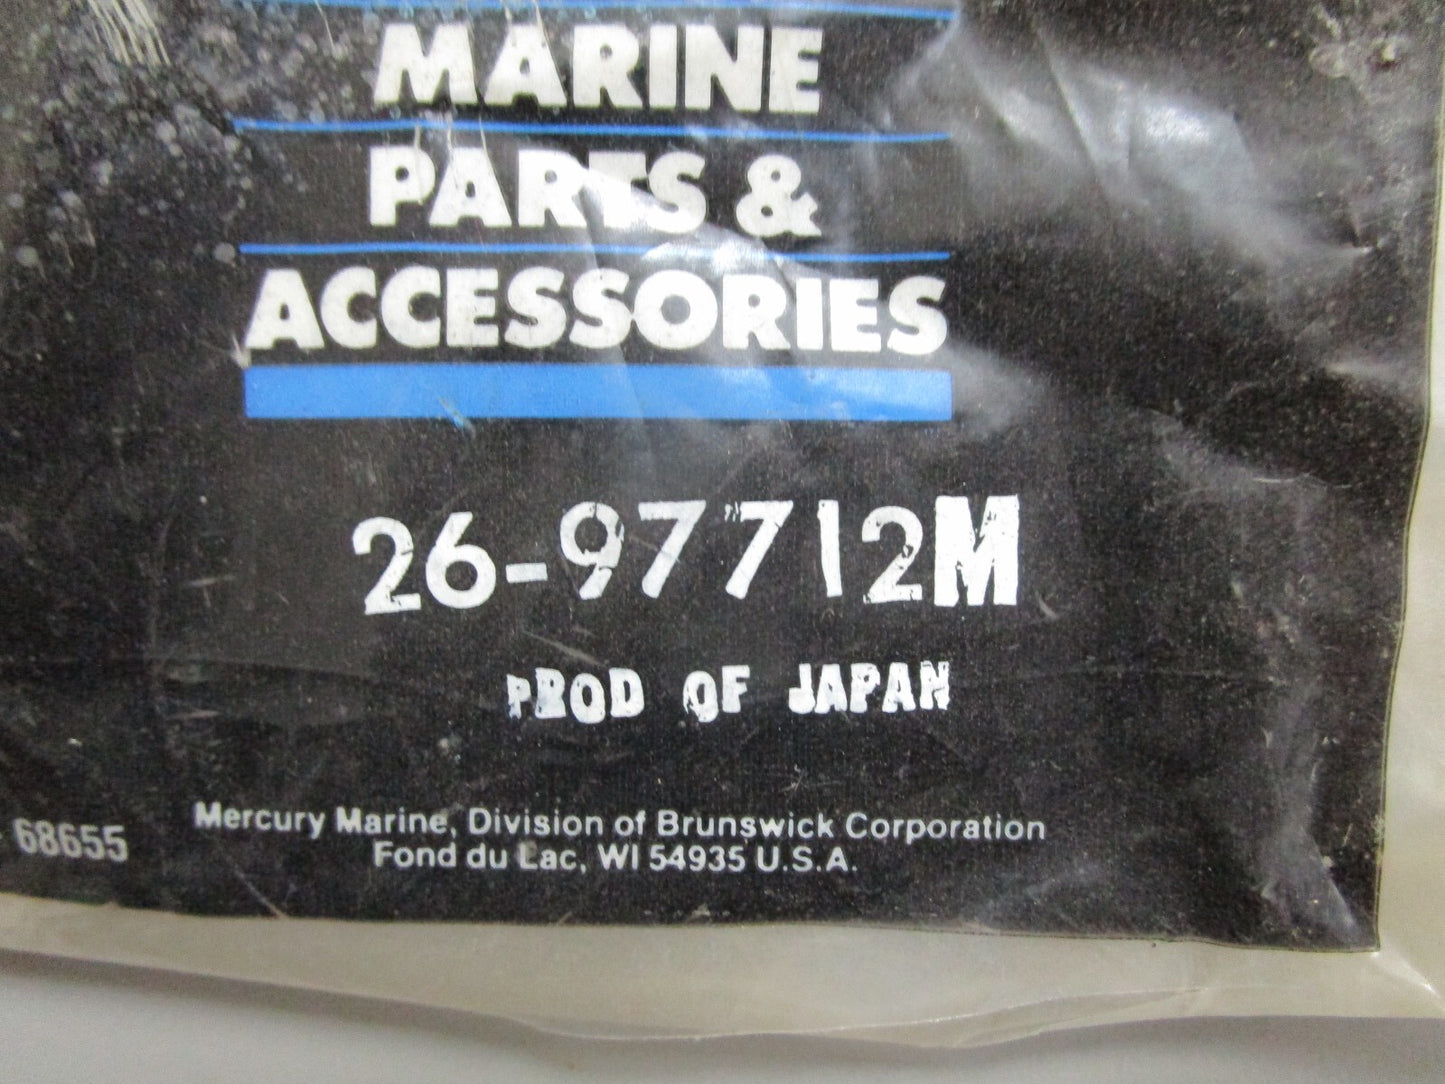 MARINE
PARTS &
ACCESSORIES
26-97712M
PROD OF JAPAN
68655
Mercury Marine, Division of Brunswick Corporation
Fond du Lac, WI 54935 U.S.A.